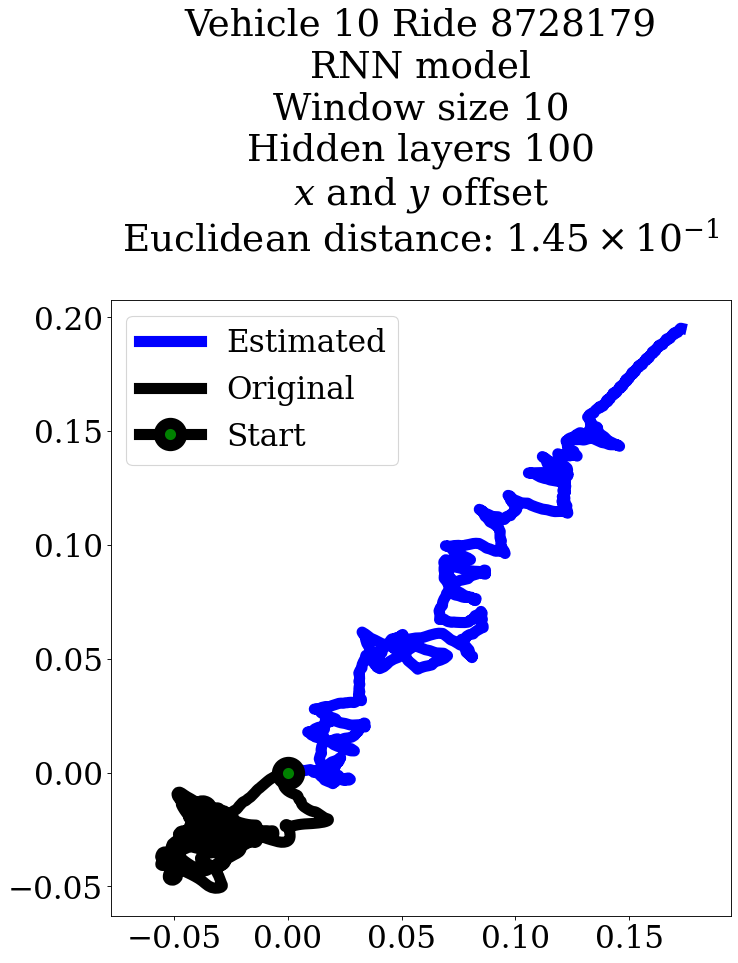 Vehicle 10 Ride 8728179
RNN model
Window size 10
Hidden layers 100
x and y offset
Euclidean distance: 1.45 × 10⁻¹
Estimated
Original
Start
0.20
0.15
0.10
0.05
0.00
−0.05
−0.05 0.00 0.05 0.10 0.15